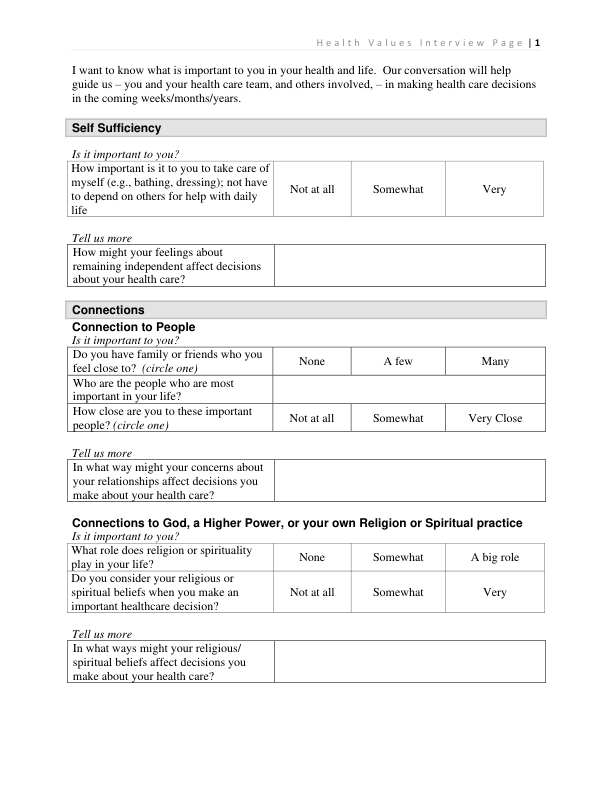 Health Values Interview Page | 1
I want to know what is important to you in your health and life.  Our conversation will help
guide us – you and your health care team, and others involved, – in making health care decisions
in the coming weeks/months/years.
Self Sufficiency
Is it important to you?
How important is it to you to take care of
myself (e.g., bathing, dressing); not have
to depend on others for help with daily
life
Not at all
Somewhat
Very
Tell us more
How might your feelings about
remaining independent affect decisions
about your health care?
Connections
Connection to People
Is it important to you?
Do you have family or friends who you
feel close to?  (circle one)
None
A few
Many
Who are the people who are most
important in your life?
How close are you to these important
people? (circle one)
Not at all
Somewhat
Very Close
Tell us more
In what way might your concerns about
your relationships affect decisions you
make about your health care?
Connections to God, a Higher Power, or your own Religion or Spiritual practice
Is it important to you?
What role does religion or spirituality
play in your life?
None
Somewhat
A big role
Do you consider your religious or
spiritual beliefs when you make an
important healthcare decision?
Not at all
Somewhat
Very
Tell us more
In what ways might your religious/
spiritual beliefs affect decisions you
make about your health care?